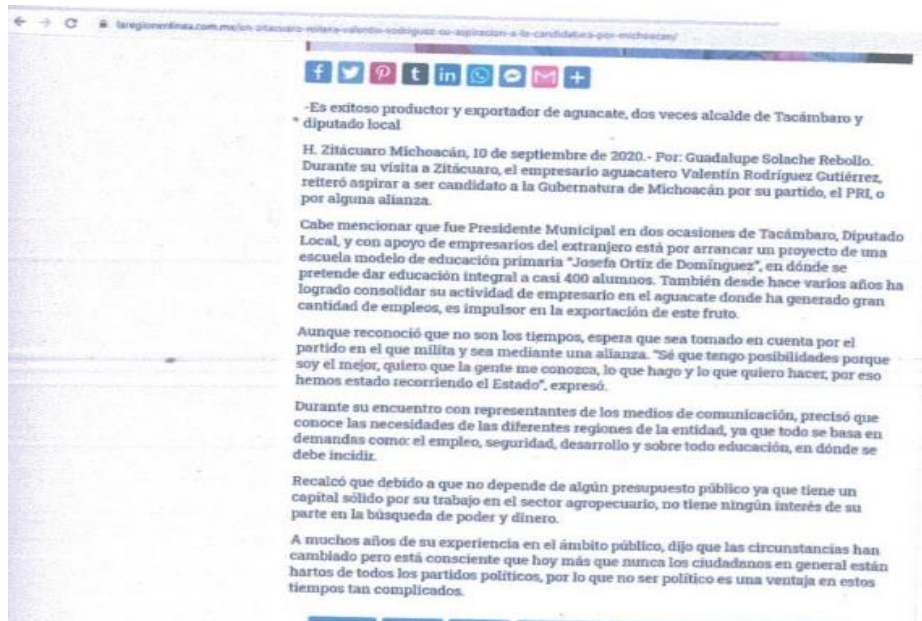 laregionenlinea.com.mx/en-zitacuaro-reitera-valentin-rodriguez-su-aspiracion-a-la-candidatura-por-michoacan/
-Es exitoso productor y exportador de aguacate, dos veces alcalde de Tacámbaro y
diputado local
H. Zitácuaro Michoacán, 10 de septiembre de 2020.- Por: Guadalupe Solache Rebollo.
Durante su visita a Zitácuaro, el empresario aguacatero Valentín Rodríguez Gutiérrez,
reiteró aspirar a ser candidato a la Gubernatura de Michoacán por su partido, el PRI, o
por alguna alianza.
Cabe mencionar que fue Presidente Municipal en dos ocasiones de Tacámbaro, Diputado
Local, y con apoyo de empresarios del extranjero está por arrancar un proyecto de una
escuela modelo de educación primaria "Josefa Ortiz de Domínguez", en dónde se
pretende dar educación integral a casi 400 alumnos. También desde hace varios años ha
logrado consolidar su actividad de empresario en el aguacate donde ha generado gran
cantidad de empleos, es impulsor en la exportación de este fruto.
Aunque reconoció que no son los tiempos, espera que sea tomado en cuenta por el
partido en el que milita y sea mediante una alianza. "Sé que tengo posibilidades porque
soy el mejor, quiero que la gente me conozca, lo que hago y lo que quiero hacer, por eso
hemos estado recorriendo el Estado", expresó.
Durante su encuentro con representantes de los medios de comunicación, precisó que
conoce las necesidades de las diferentes regiones de la entidad, ya que todo se basa en
demandas como: el empleo, seguridad, desarrollo y sobre todo educación, en dónde se
debe incidir.
Recalcó que debido a que no depende de algún presupuesto público ya que tiene un
capital sólido por su trabajo en el sector agropecuario, no tiene ningún interés de su
parte en la búsqueda de poder y dinero.
A muchos años de su experiencia en el ámbito público, dijo que las circunstancias han
cambiado pero está consciente que hoy más que nunca los ciudadanos en general están
hartos de todos los partidos políticos, por lo que no ser político es una ventaja en estos
tiempos tan complicados.